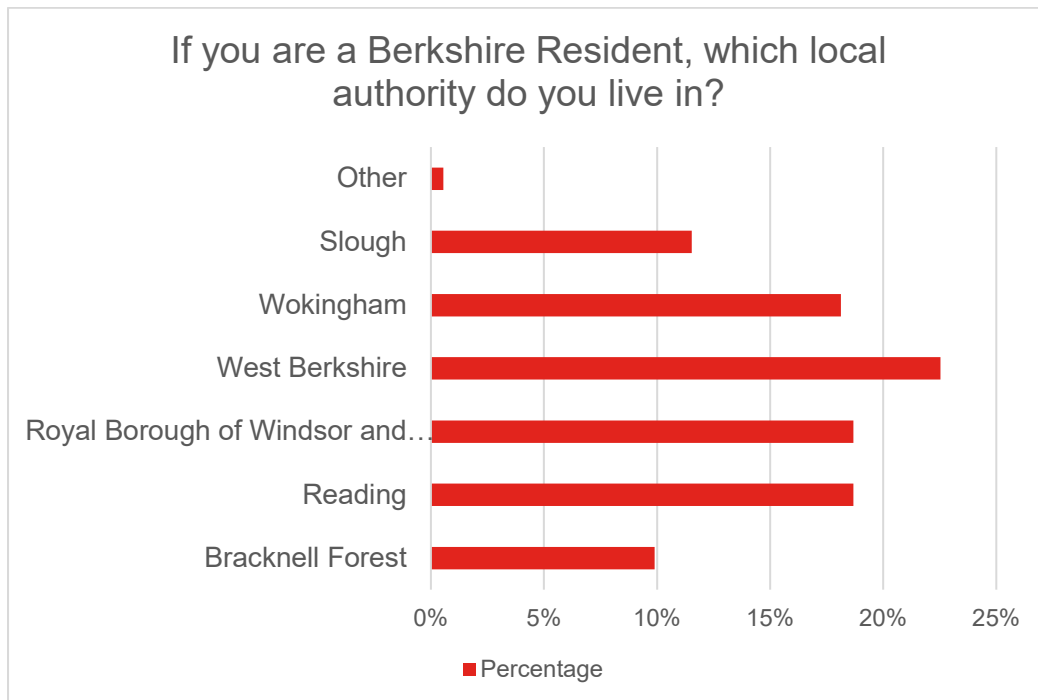 If you are a Berkshire Resident, which local
authority do you live in?
Other
Slough
Wokingham
West Berkshire
Royal Borough of Windsor and…
Reading
Bracknell Forest
0% 5% 10% 15% 20% 25%
Percentage